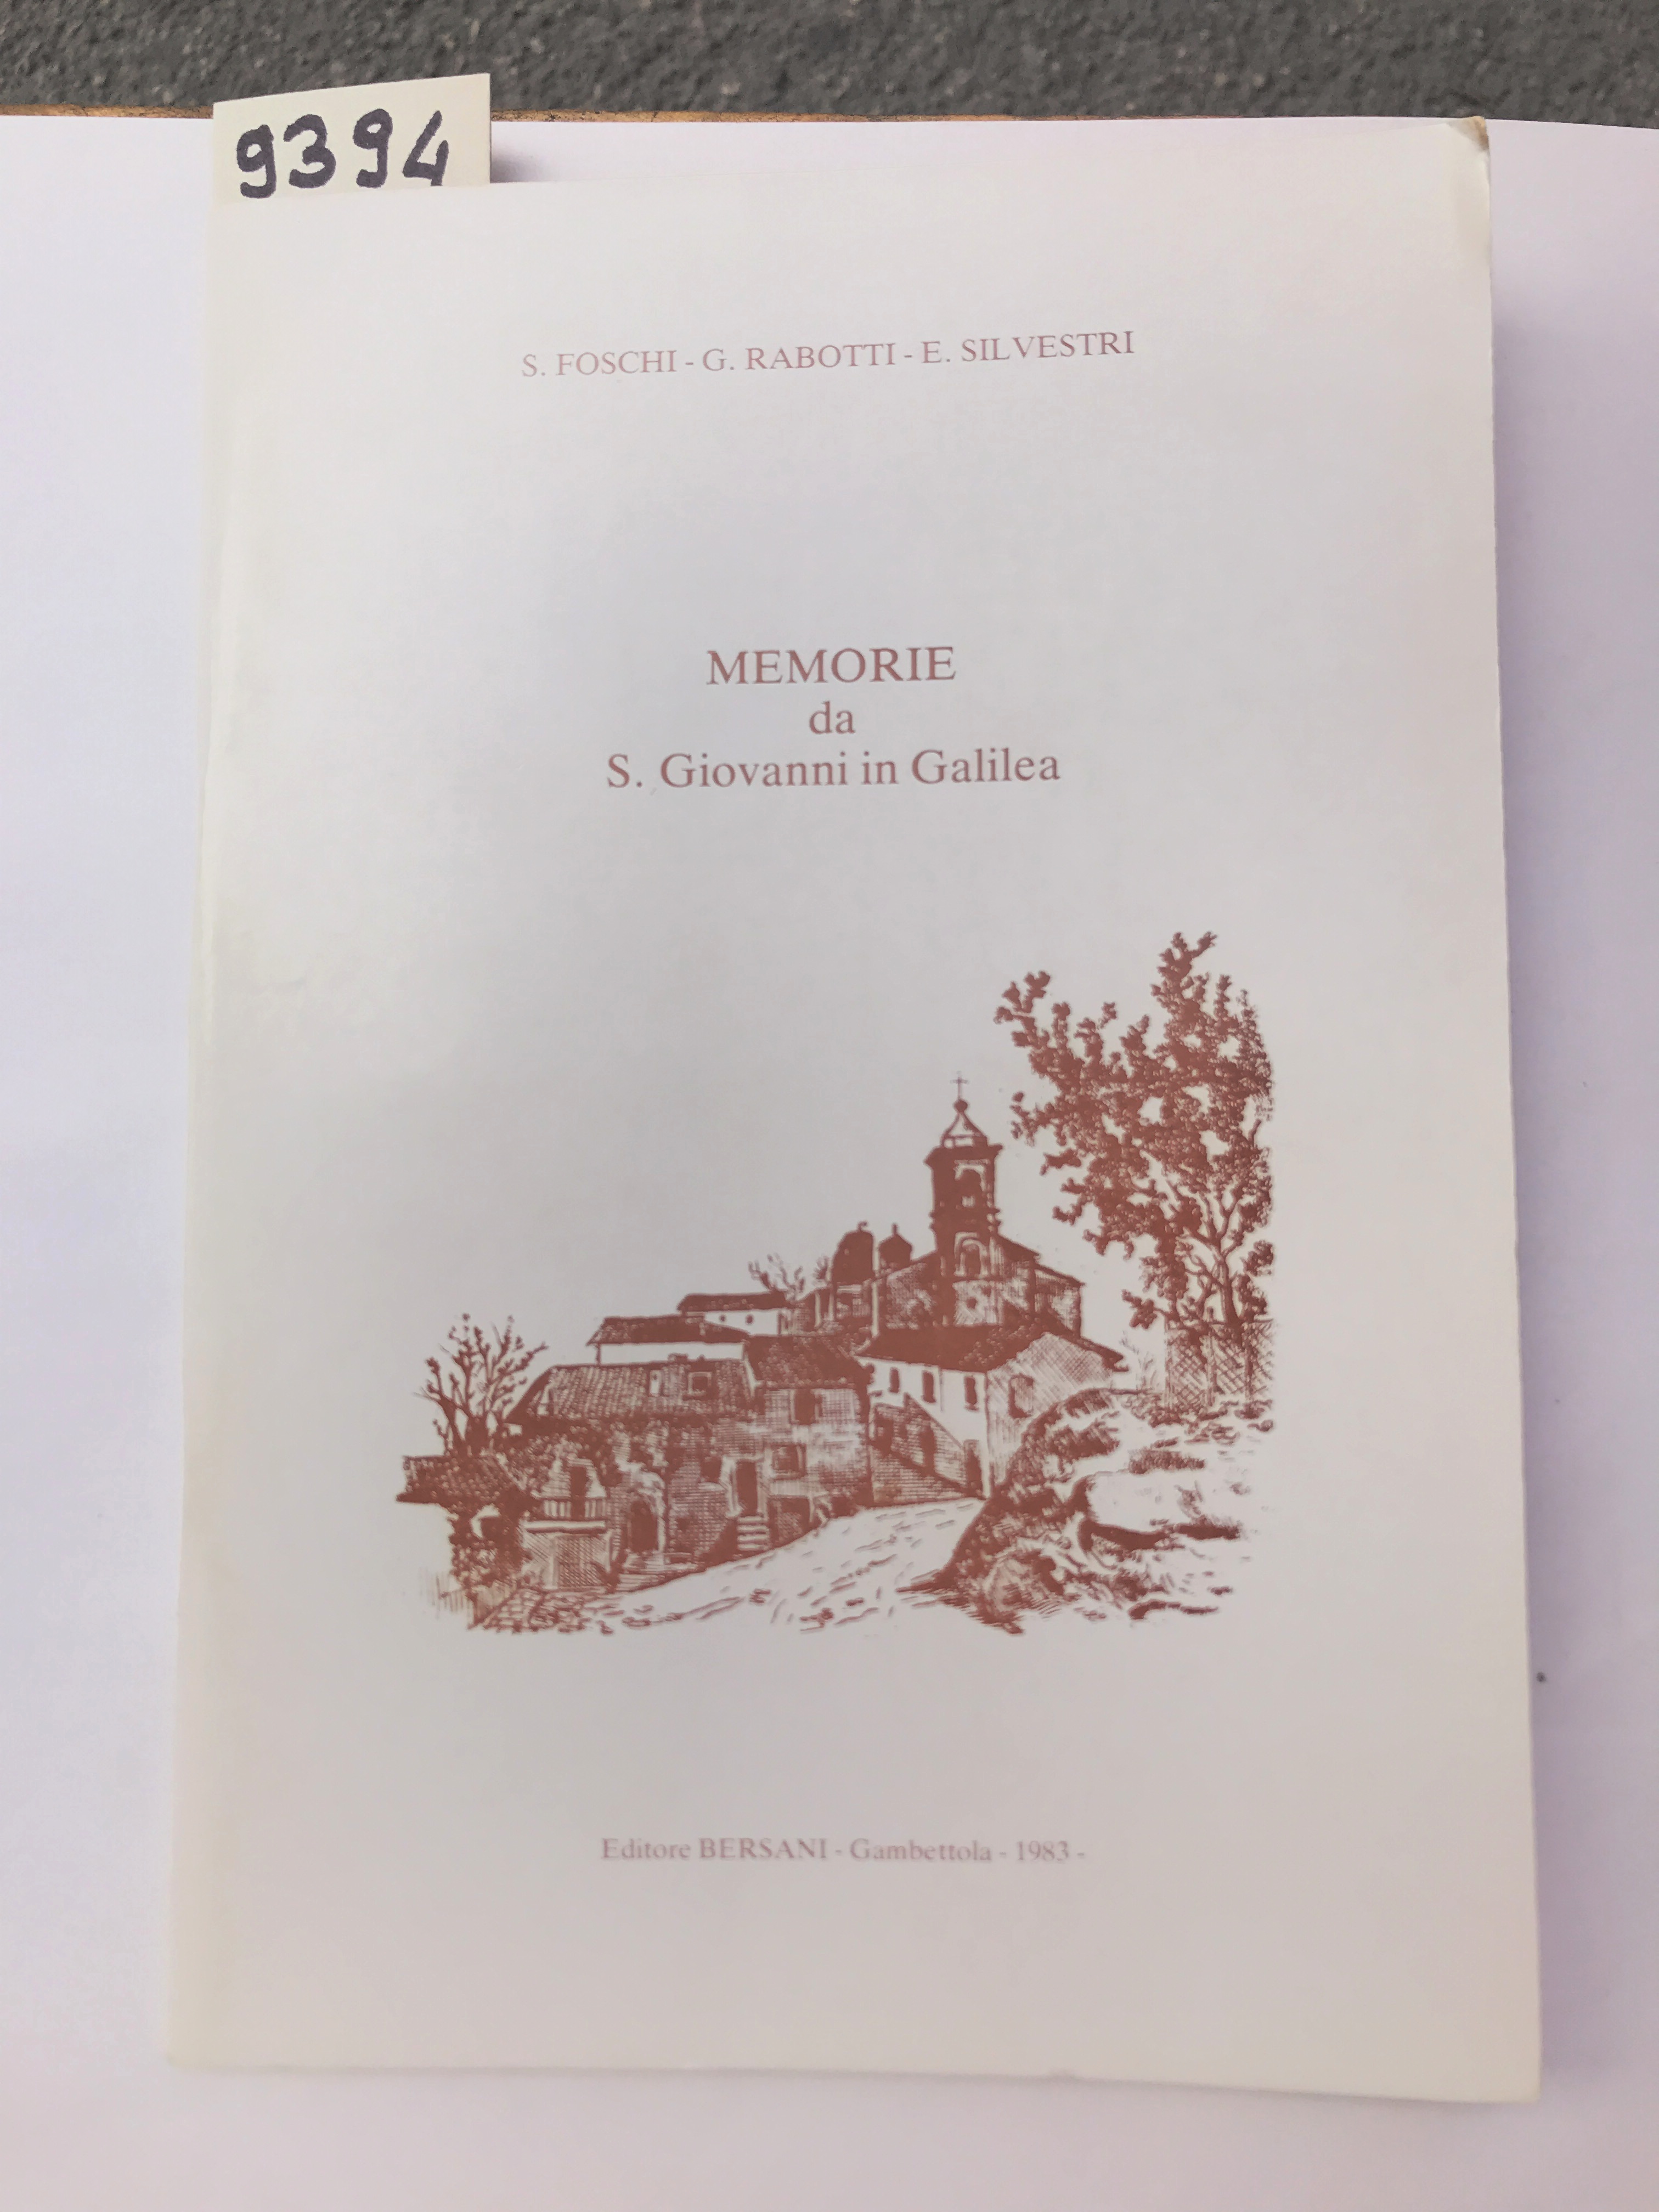 9394
S. FOSCHI - G. RABOTTI - E. SILVESTRI
MEMORIE
da
S. Giovanni in Galilea
Editore BERSANI - Gambettola - 1983 -